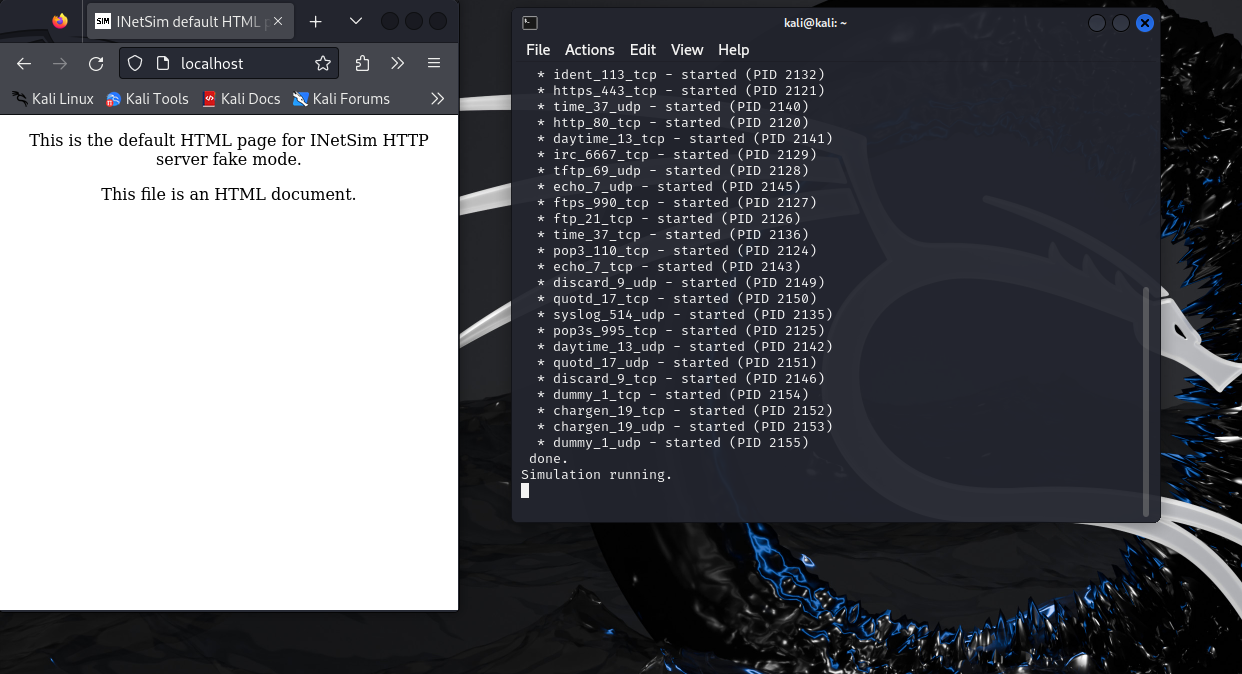 SIM INetSim default HTML p
localhost
Kali Linux Kali Tools Kali Docs Kali Forums
This is the default HTML page for INetSim HTTP
server fake mode.
This file is an HTML document.
kali@kali: ~
File Actions Edit View Help
* ident_113_tcp - started (PID 2132)
* https_443_tcp - started (PID 2121)
* time_37_udp - started (PID 2140)
* http_80_tcp - started (PID 2120)
* daytime_13_tcp - started (PID 2141)
* irc_6667_tcp - started (PID 2129)
* tftp_69_udp - started (PID 2128)
* echo_7_udp - started (PID 2145)
* ftps_990_tcp - started (PID 2127)
* ftp_21_tcp - started (PID 2126)
* time_37_tcp - started (PID 2136)
* pop3_110_tcp - started (PID 2124)
* echo_7_tcp - started (PID 2143)
* discard_9_udp - started (PID 2149)
* quotd_17_tcp - started (PID 2150)
* syslog_514_udp - started (PID 2135)
* pop3s_995_tcp - started (PID 2125)
* daytime_13_udp - started (PID 2142)
* quotd_17_udp - started (PID 2151)
* discard_9_tcp - started (PID 2146)
* dummy_1_tcp - started (PID 2154)
* chargen_19_tcp - started (PID 2152)
* chargen_19_udp - started (PID 2153)
* dummy_1_udp - started (PID 2155)
done.
Simulation running.